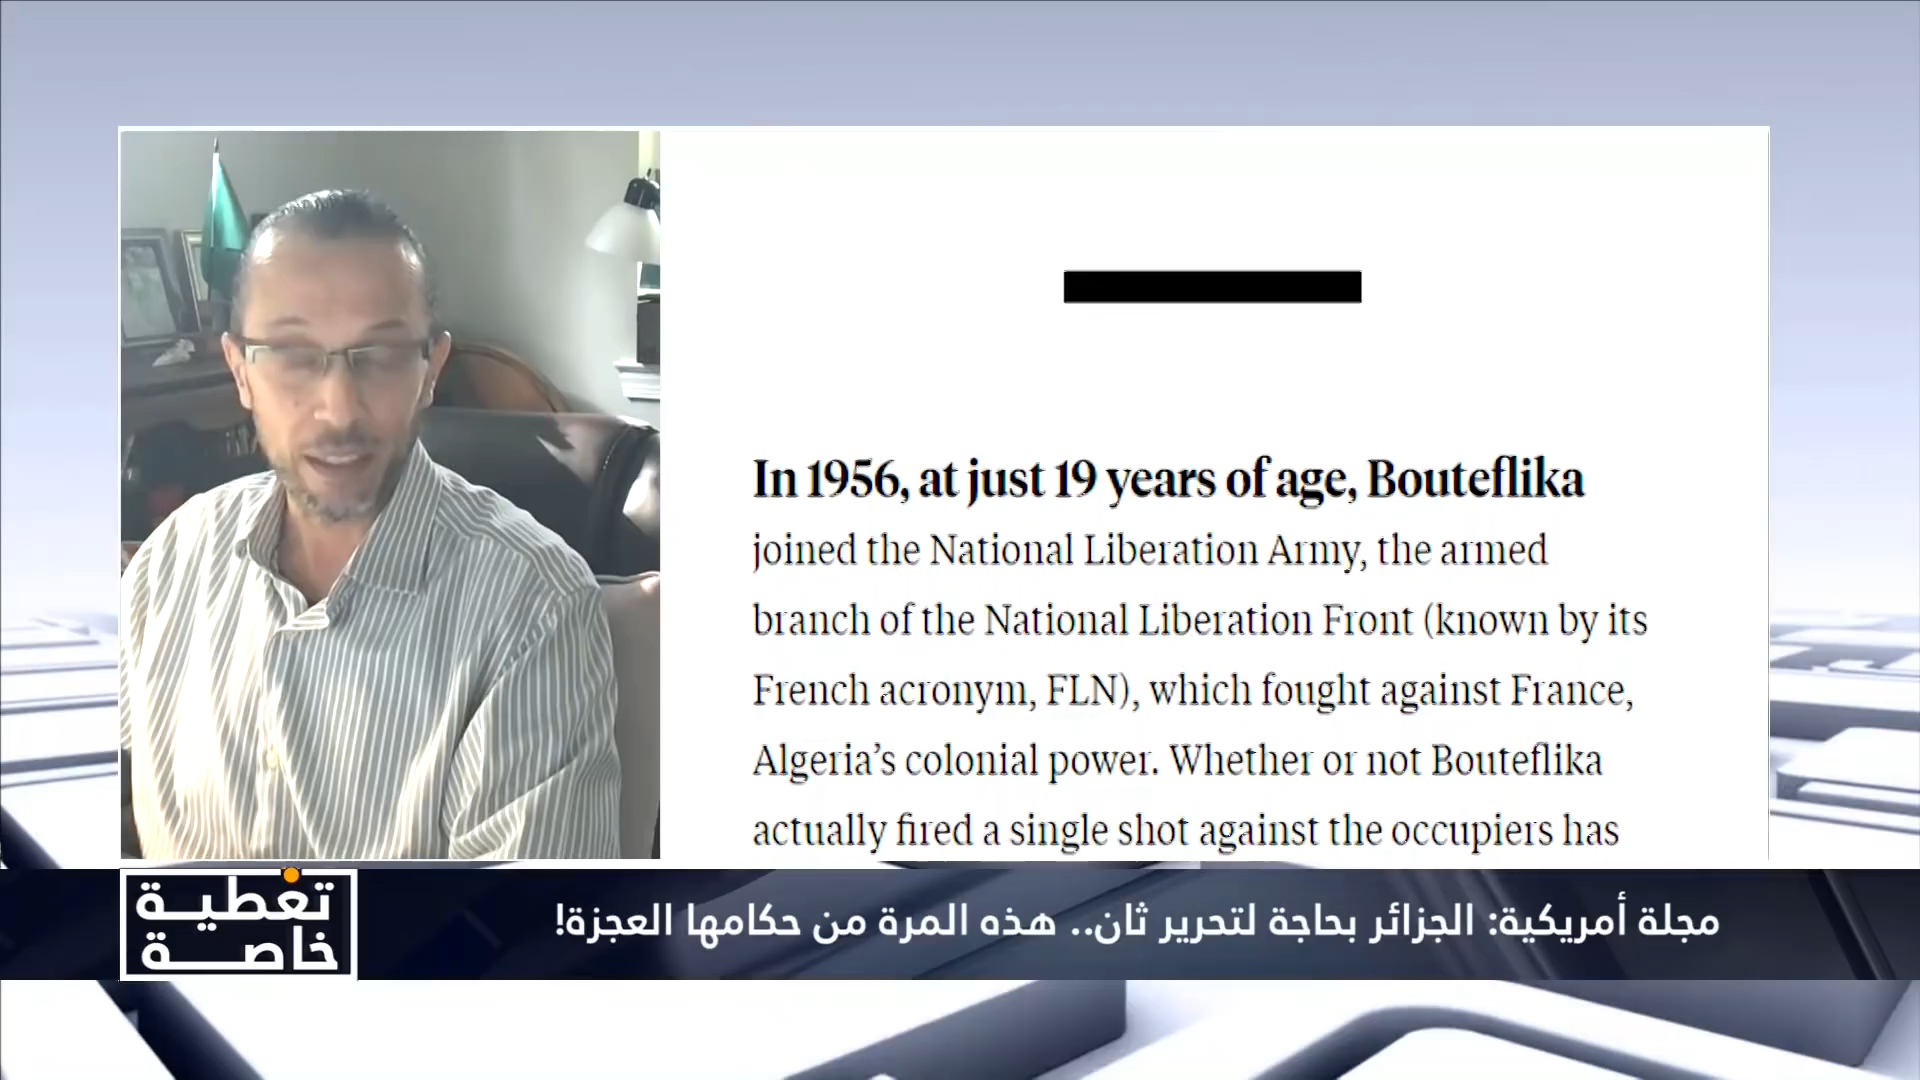 In 1956, at just 19 years of age, Bouteflika
joined the National Liberation Army, the armed
branch of the National Liberation Front (known by its
French acronym, FLN), which fought against France,
Algeria’s colonial power. Whether or not Bouteflika
actually fired a single shot against the occupiers has
مجلة أمريكية: الجزائر بحاجة لتحرير ثان.. هذه المرة من حكامها العجزة!
تغطية
خاصة